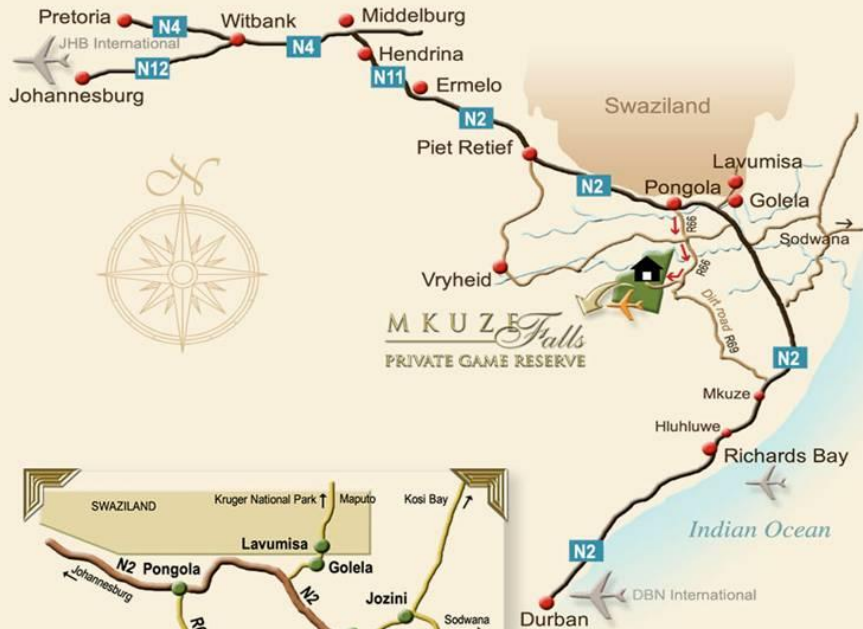 Pretoria
N4
Witbank
Middelburg
JHB International
N4
N12
Johannesburg
Hendrina
N11
Ermelo
N2
Swaziland
Piet Retief
Lavumisa
N2
Pongola
Golela
R66
Sodwana
R66
Vryheid
Dirt road R69
MKUZE Falls
PRIVATE GAME RESERVE
N2
Mkuze
Hluhluwe
Richards Bay
Indian Ocean
N2
DBN International
Durban
SWAZILAND
Kruger National Park
Maputo
Kosi Bay
Lavumisa
N2
Pongola
Golela
Johannesburg
N2
Jozini
Sodwana